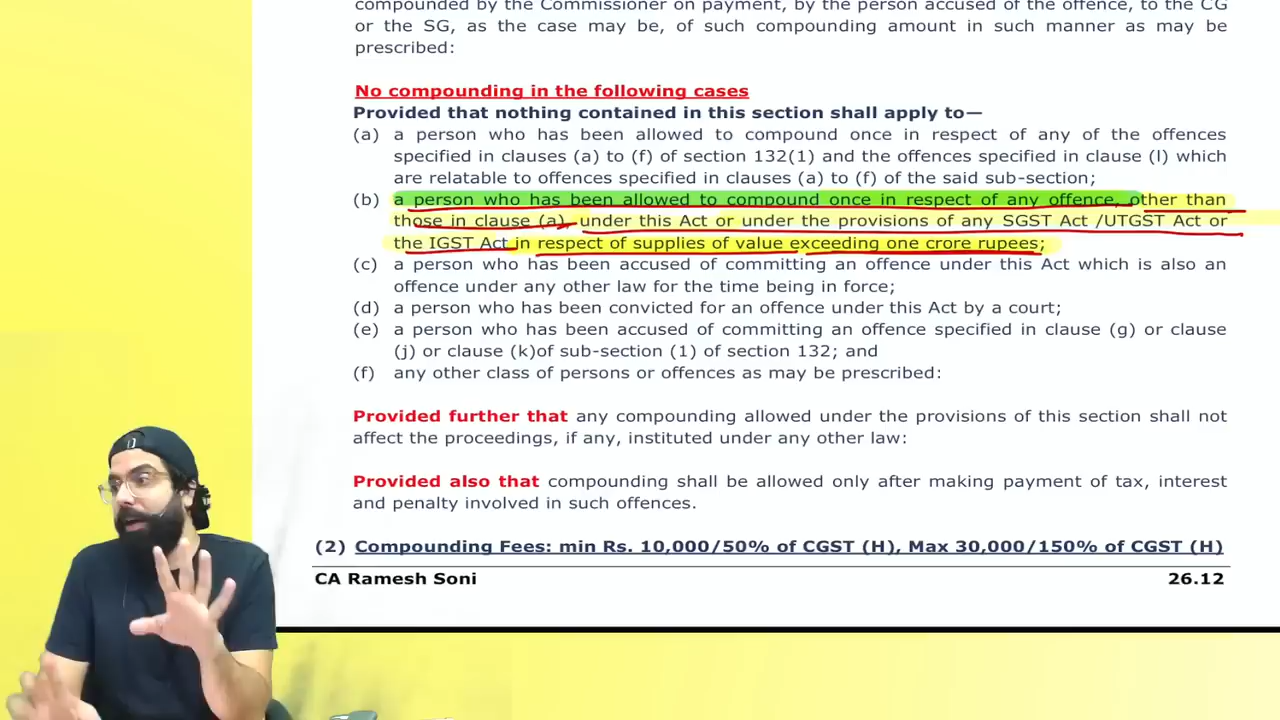 compounded by the Commissioner on payment, by the person accused of the offence, to the CG
or the SG, as the case may be, of such compounding amount in such manner as may be
prescribed:
No compounding in the following cases
Provided that nothing contained in this section shall apply to—
(a) a person who has been allowed to compound once in respect of any of the offences
specified in clauses (a) to (f) of section 132(1) and the offences specified in clause (l) which
are relatable to offences specified in clauses (a) to (f) of the said sub-section;
(b) a person who has been allowed to compound once in respect of any offence, other than
those in clause (a), under this Act or under the provisions of any SGST Act /UTGST Act or
the IGST Act in respect of supplies of value exceeding one crore rupees;
(c) a person who has been accused of committing an offence under this Act which is also an
offence under any other law for the time being in force;
(d) a person who has been convicted for an offence under this Act by a court;
(e) a person who has been accused of committing an offence specified in clause (g) or clause
(j) or clause (k)of sub-section (1) of section 132; and
(f) any other class of persons or offences as may be prescribed:
Provided further that any compounding allowed under the provisions of this section shall not
affect the proceedings, if any, instituted under any other law:
Provided also that compounding shall be allowed only after making payment of tax, interest
and penalty involved in such offences.
(2) Compounding Fees: min Rs. 10,000/50% of CGST (H), Max 30,000/150% of CGST (H)
CA Ramesh Soni 26.12